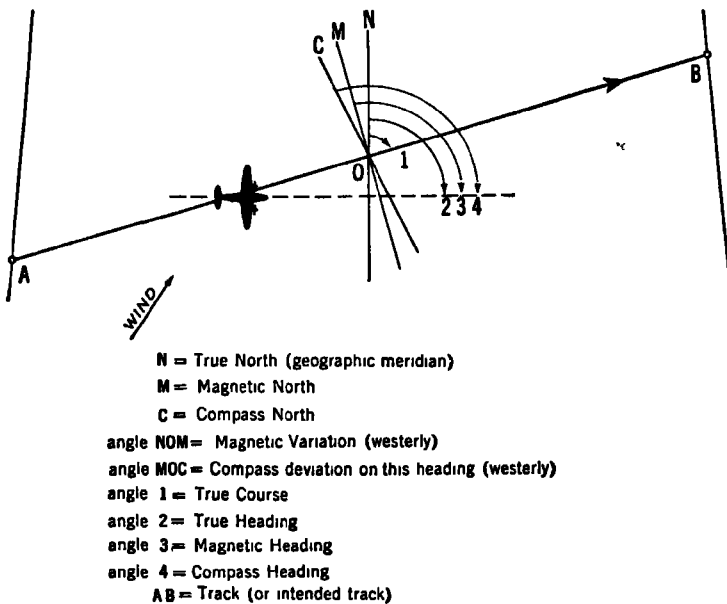 N
M
C
B
O
1
2 3 4
A
WIND
N = True North (geographic meridian)
M = Magnetic North
C = Compass North
angle NOM = Magnetic Variation (westerly)
angle MOC = Compass deviation on this heading (westerly)
angle 1 = True Course
angle 2 = True Heading
angle 3 = Magnetic Heading
angle 4 = Compass Heading
AB = Track (or intended track)